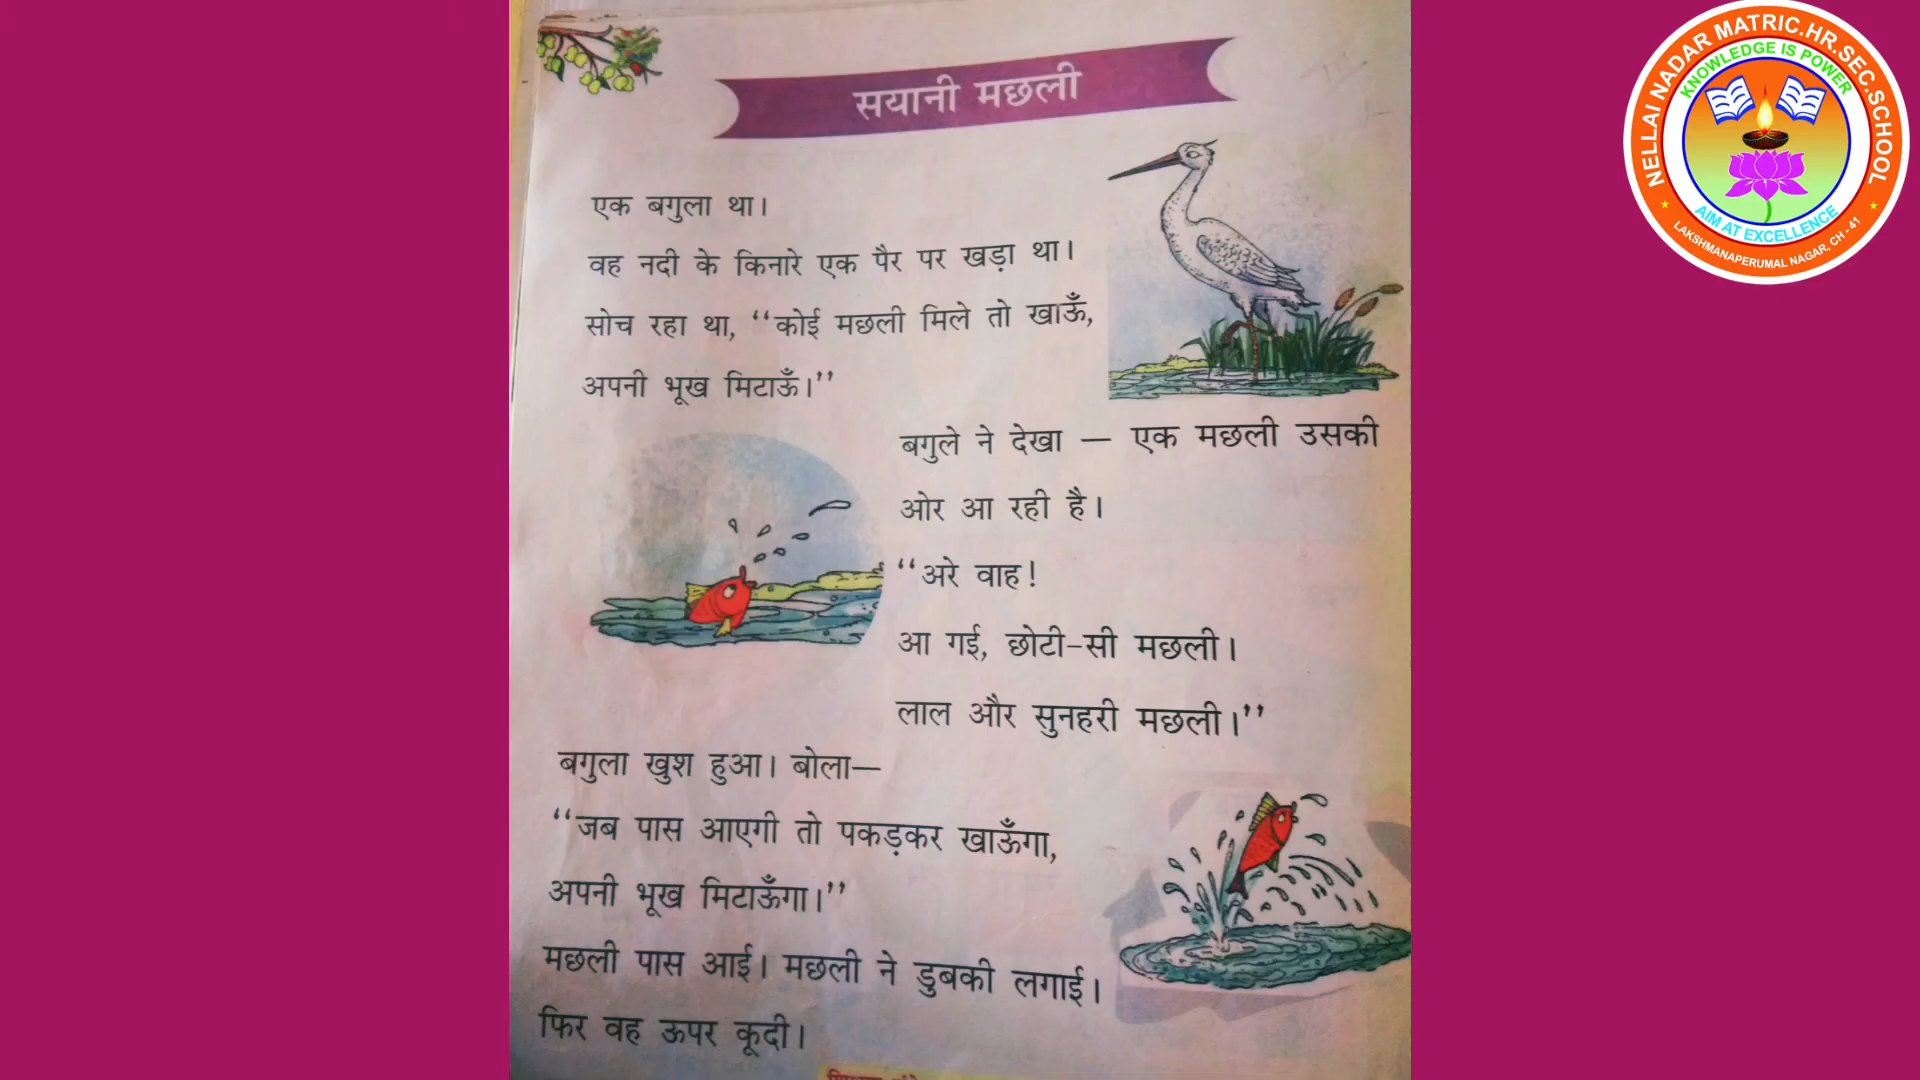 सयानी मछली
एक बगुला था।
वह नदी के किनारे एक पैर पर खड़ा था।
सोच रहा था, “कोई मछली मिले तो खाऊँ,
अपनी भूख मिटाऊँ।”
बगुले ने देखा — एक मछली उसकी
ओर आ रही है।
“अरे वाह!
आ गई, छोटी-सी मछली।
लाल और सुनहरी मछली।”
बगुला खुश हुआ। बोला—
“जब पास आएगी तो पकड़कर खाऊँगा,
अपनी भूख मिटाऊँगा।”
मछली पास आई। मछली ने डुबकी लगाई।
फिर वह ऊपर कूदी।
NELLAI NADAR MATRIC.HR.SEC.SCHOOL
KNOWLEDGE IS POWER
AIM AT EXCELLENCE
LAKSHMANAPERUMAL NAGAR, CH - 41